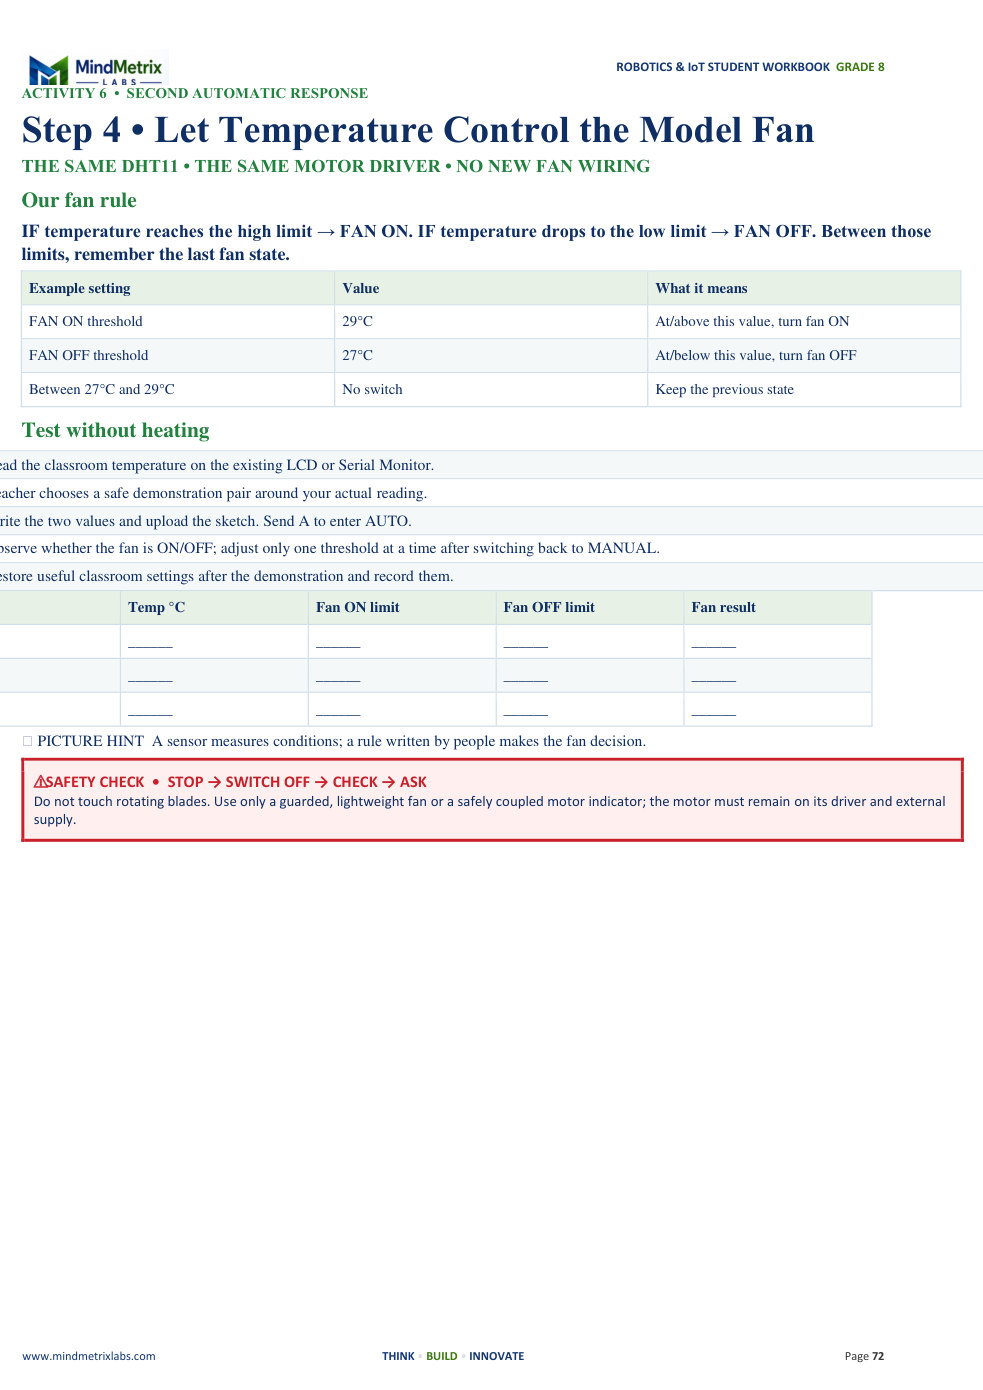 MindMetrix
LABS
ROBOTICS & IoT STUDENT WORKBOOK GRADE 8
ACTIVITY 6 • SECOND AUTOMATIC RESPONSE
Step 4 • Let Temperature Control the Model Fan
THE SAME DHT11 • THE SAME MOTOR DRIVER • NO NEW FAN WIRING
Our fan rule
IF temperature reaches the high limit → FAN ON. IF temperature drops to the low limit → FAN OFF. Between those
limits, remember the last fan state.
Example setting Value What it means
FAN ON threshold 29°C At/above this value, turn fan ON
FAN OFF threshold 27°C At/below this value, turn fan OFF
Between 27°C and 29°C No switch Keep the previous state
Test without heating
ead the classroom temperature on the existing LCD or Serial Monitor.
eacher chooses a safe demonstration pair around your actual reading.
rite the two values and upload the sketch. Send A to enter AUTO.
bserve whether the fan is ON/OFF; adjust only one threshold at a time after switching back to MANUAL.
estore useful classroom settings after the demonstration and record them.
Temp °C Fan ON limit Fan OFF limit Fan result
______ ______ ______ ______
______ ______ ______ ______
______ ______ ______ ______
□ PICTURE HINT A sensor measures conditions; a rule written by people makes the fan decision.
⚠SAFETY CHECK • STOP → SWITCH OFF → CHECK → ASK
Do not touch rotating blades. Use only a guarded, lightweight fan or a safely coupled motor indicator; the motor must remain on its driver and external
supply.
www.mindmetrixlabs.com THINK • BUILD • INNOVATE Page 72